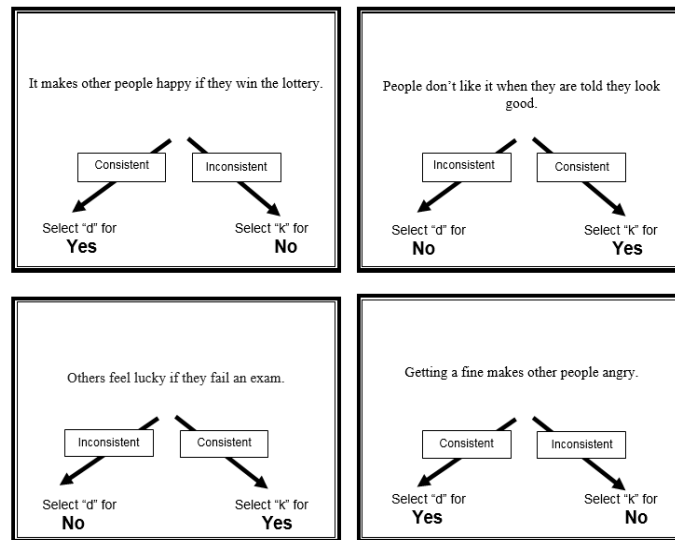 It makes other people happy if they win the lottery.
Consistent
Inconsistent
Select “d” for
Yes
Select “k” for
No
People don’t like it when they are told they look
good.
Inconsistent
Consistent
Select “d” for
No
Select “k” for
Yes
Others feel lucky if they fail an exam.
Inconsistent
Consistent
Select “d” for
No
Select “k” for
Yes
Getting a fine makes other people angry.
Consistent
Inconsistent
Select “d” for
Yes
Select “k” for
No